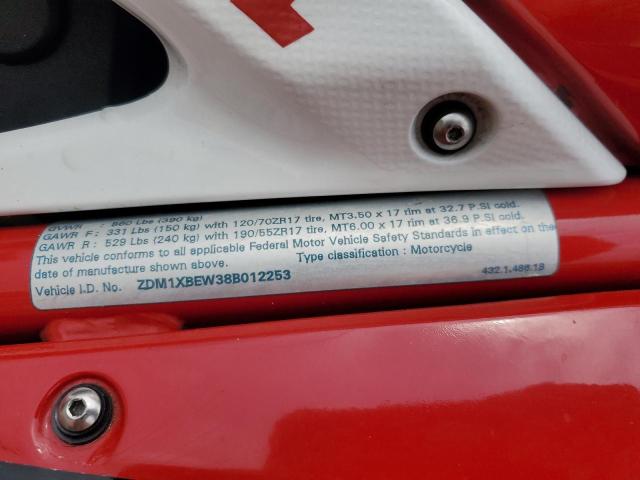 GVWR : 860 Lbs (390 kg)
GAWR F : 331 Lbs (150 kg) with 120/70ZR17 tire, MT3.50 x 17 rim at 32.7 P.SI cold.
GAWR R : 529 Lbs (240 kg) with 190/55ZR17 tire, MT6.00 x 17 rim at 36.9 P.SI cold.
This vehicle conforms to all applicable Federal Motor Vehicle Safety Standards in effect on the
date of manufacture shown above. Type classification : Motorcycle
Vehicle I.D. No. ZDM1XBEW38B012253
432.1.486.1B